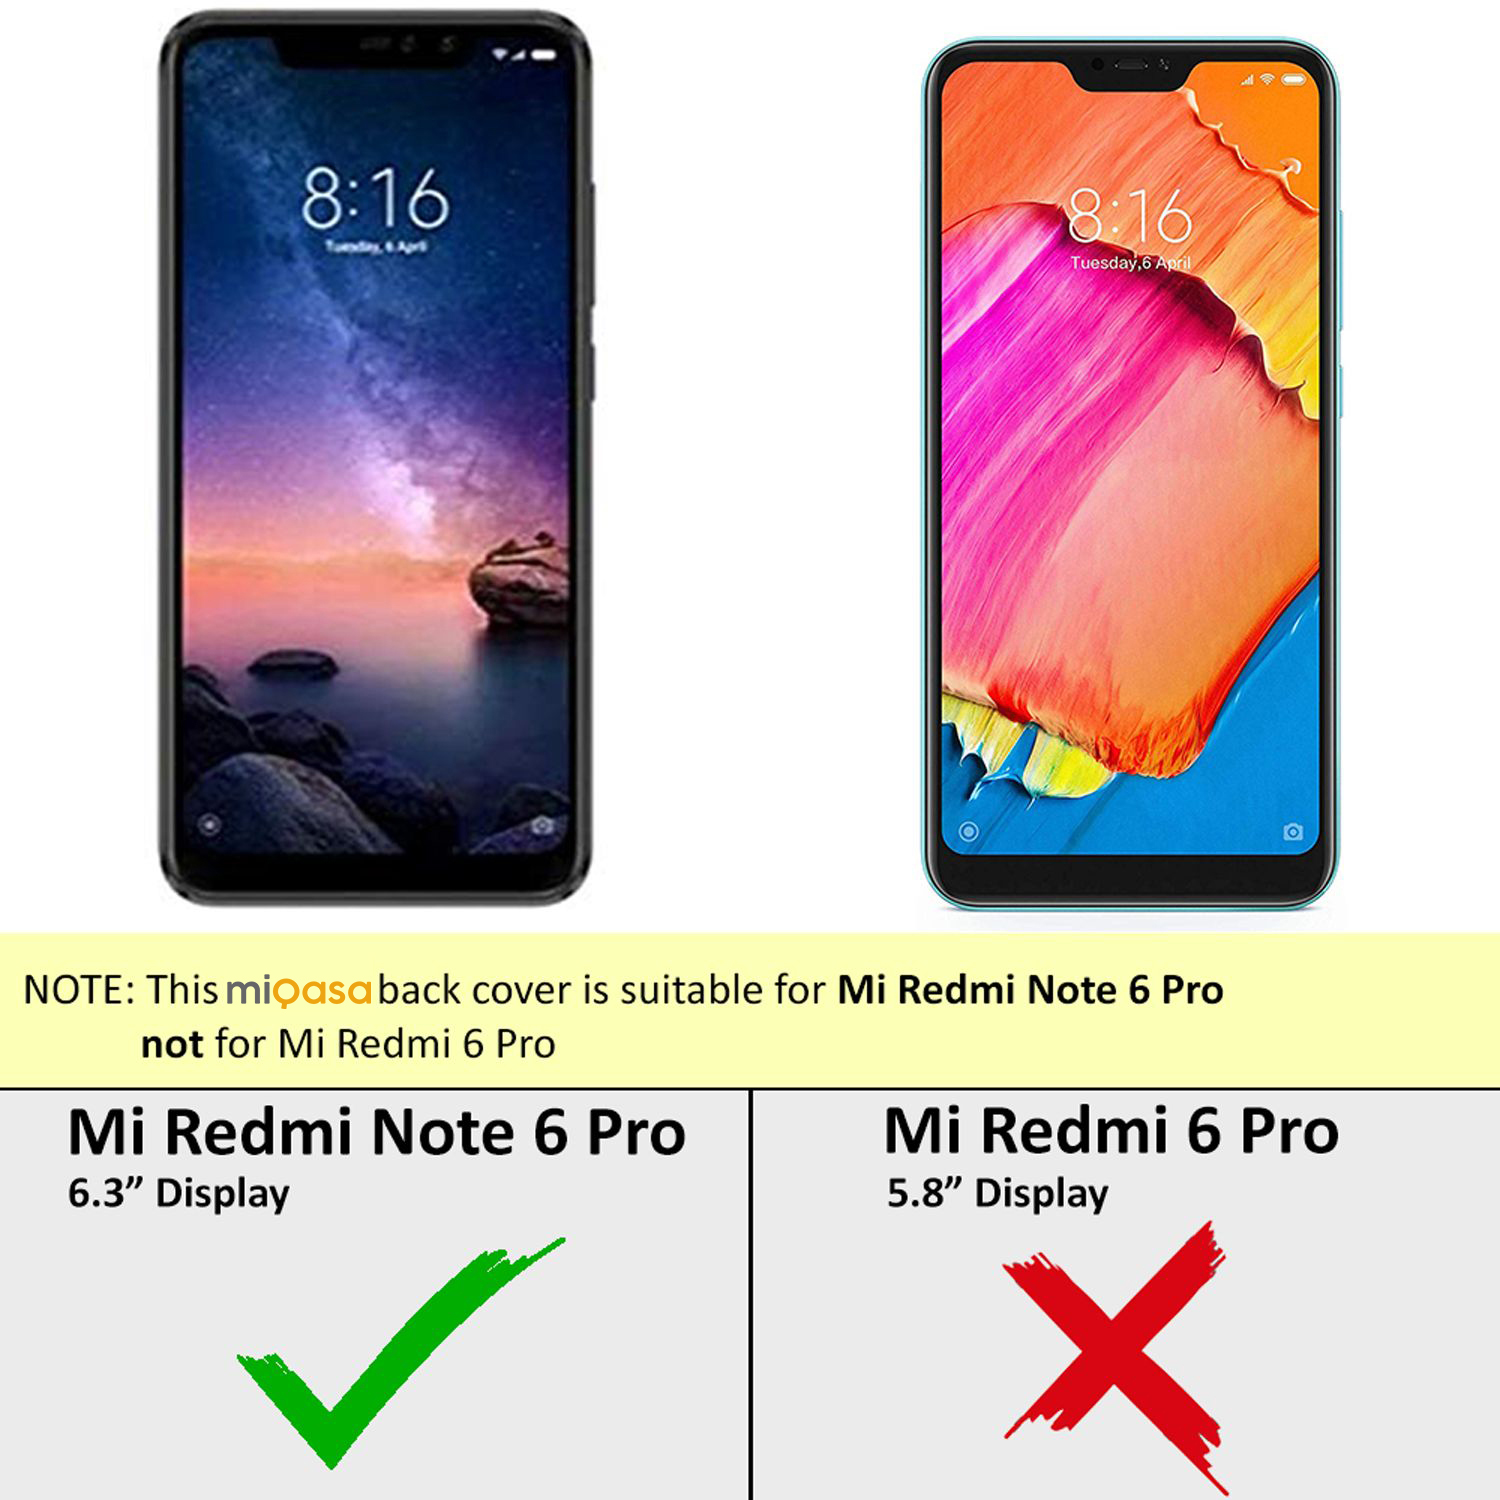 8:16
Tuesday, 6 April
8:16
Tuesday,6 April
NOTE: This miQasa back cover is suitable for Mi Redmi Note 6 Pro
not for Mi Redmi 6 Pro
Mi Redmi Note 6 Pro
6.3” Display
Mi Redmi 6 Pro
5.8” Display